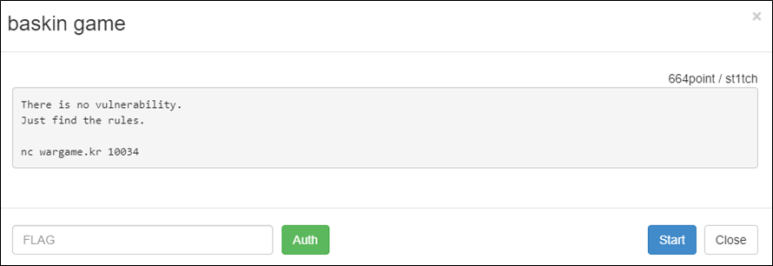 baskin game
×
664point / st1tch
There is no vulnerability.
Just find the rules.
nc wargame.kr 10034
FLAG
Auth
Start
Close